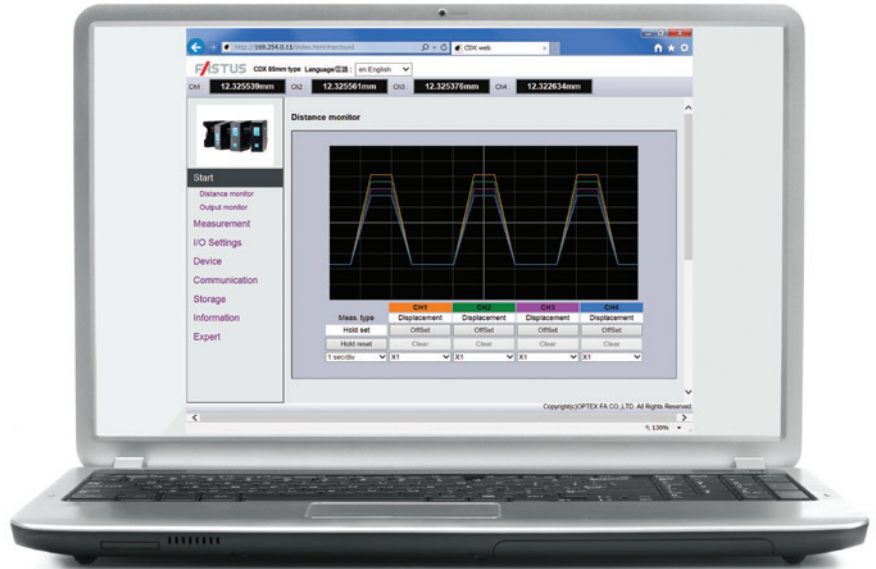 http://169.254.0.11/index.html#section1
CDX web
FASTUS CDX 85mm type Language/言語 : en English
Ch1 : 12.325539mm Ch2 : 12.325561mm Ch3 : 12.325376mm Ch4 : 12.322634mm
Distance monitor
Start
Distance monitor
Output monitor
Measurement
I/O Settings
Device
Communication
Storage
Information
Expert
CH1 CH2 CH3 CH4
Meas. type Displacement Displacement Displacement Displacement
Hold set OffSet OffSet OffSet OffSet
Hold reset Clear Clear Clear Clear
1 sec/div X1 X1 X1 X1
Copyright(c)OPTEX FA CO.,LTD. All Rights Reserved.
130%